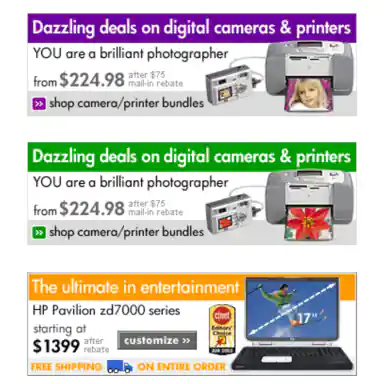 Dazzling deals on digital cameras & printers
YOU are a brilliant photographer
from $224.98 after $75
mail-in rebate
>> shop camera/printer bundles
Dazzling deals on digital cameras & printers
YOU are a brilliant photographer
from $224.98 after $75
mail-in rebate
>> shop camera/printer bundles
The ultimate in entertainment
HP Pavilion zd7000 series
starting at
$1399 after
rebate
customize >>
FREE SHIPPING ON ENTIRE ORDER
cnet
Editors'
Choice
17"